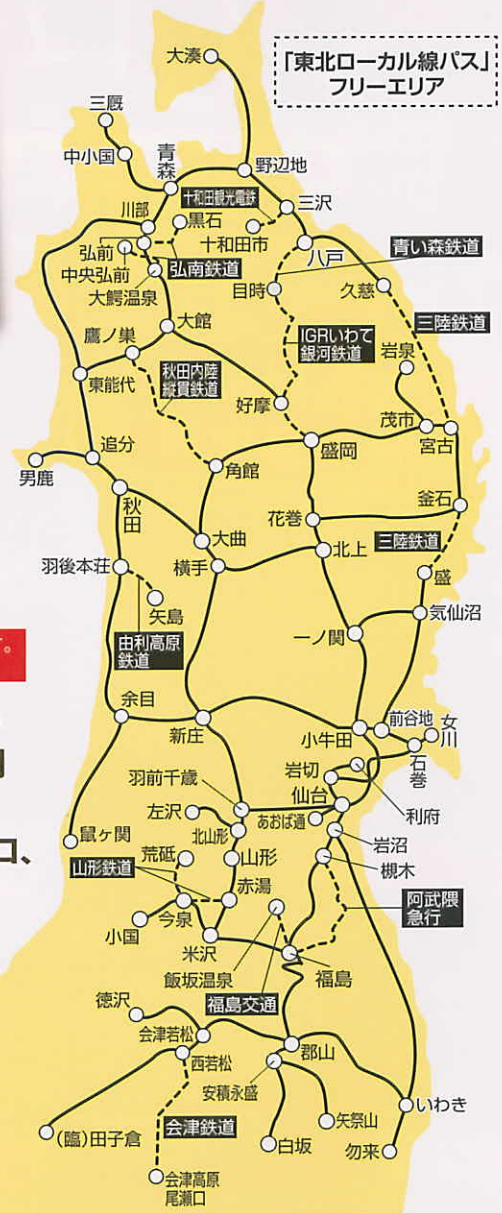 「東北ローカル線パス」
フリーエリア
大湊
三厩
中小国
青森
野辺地
十和田観光電鉄
三沢
川部
黒石
十和田市
八戸
青い森鉄道
弘前
中央弘前
弘南鉄道
大鰐温泉
目時
久慈
三陸鉄道
大館
鷹ノ巣
IGRいわて
銀河鉄道
岩泉
東能代
秋田内陸
縦貫鉄道
好摩
茂市
宮古
追分
男鹿
角館
盛岡
秋田
花巻
釜石
大曲
三陸鉄道
羽後本荘
横手
北上
盛
矢島
気仙沼
由利高原
鉄道
一ノ関
。
余目
新庄
小牛田
前谷地
女川
石巻
岩切
羽前千歳
仙台
利府
左沢
あおば通
鼠ヶ関
北山形
岩沼
口、
荒砥
山形
槻木
山形鉄道
赤湯
阿武隈
急行
小国
今泉
米沢
飯坂温泉
福島
福島交通
徳沢
会津若松
郡山
西若松
安積永盛
いわき
会津鉄道
矢祭山
(臨)田子倉
白坂
勿来
会津高原
尾瀬口